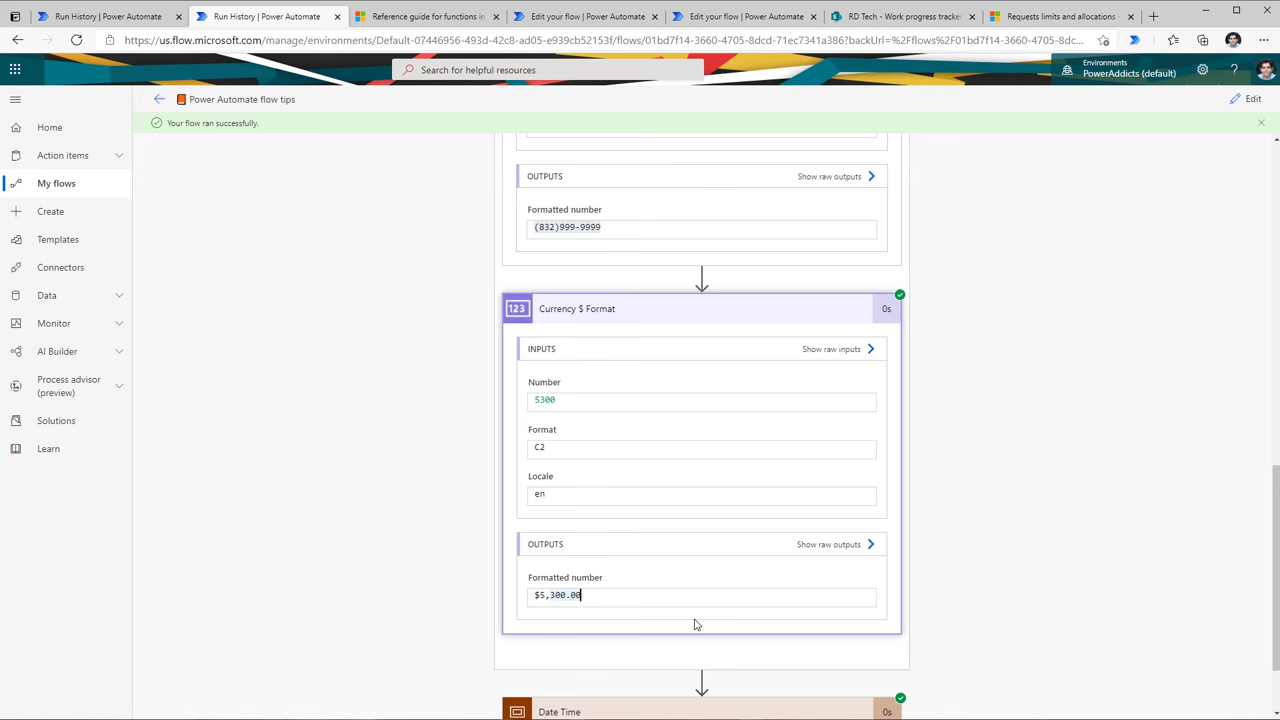 Run History | Power Automate
Run History | Power Automate
Reference guide for functions in
Edit your flow | Power Automate
Edit your flow | Power Automate
RD Tech - Work progress tracker
Requests limits and allocations -
https://us.flow.microsoft.com/manage/environments/Default-07446956-493d-42c8-ad05-e939cb52153f/flows/01bd7f14-3660-4705-8dcd-71ec7341a386?backUrl=%2Fflows%2F01bd7f14-3660-4705-8dc...
Search for helpful resources
Environments
PowerAddicts (default)
Power Automate flow tips
Edit
Your flow ran successfully.
Home
Action items
My flows
Create
Templates
Connectors
Data
Monitor
AI Builder
Process advisor
(preview)
Solutions
Learn
OUTPUTS
Show raw outputs
Formatted number
(832)999-9999
123
Currency $ Format
0s
INPUTS
Show raw inputs
Number
5300
Format
C2
Locale
en
OUTPUTS
Show raw outputs
Formatted number
$5,300.00
Date Time
0s